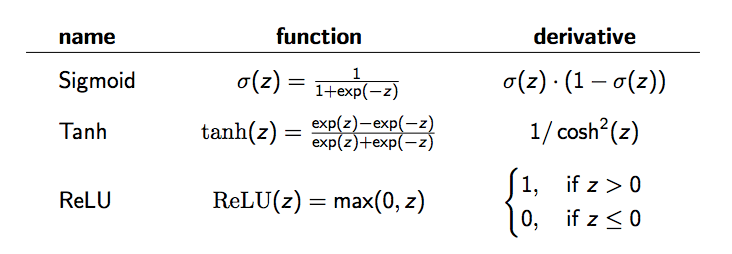 name function derivative
Sigmoid σ(z) = 1/(1+exp(−z)) σ(z) · (1 − σ(z))
Tanh tanh(z) = (exp(z)−exp(−z))/(exp(z)+exp(−z)) 1/cosh²(z)
ReLU ReLU(z) = max(0, z) {1, if z > 0
0, if z ≤ 0